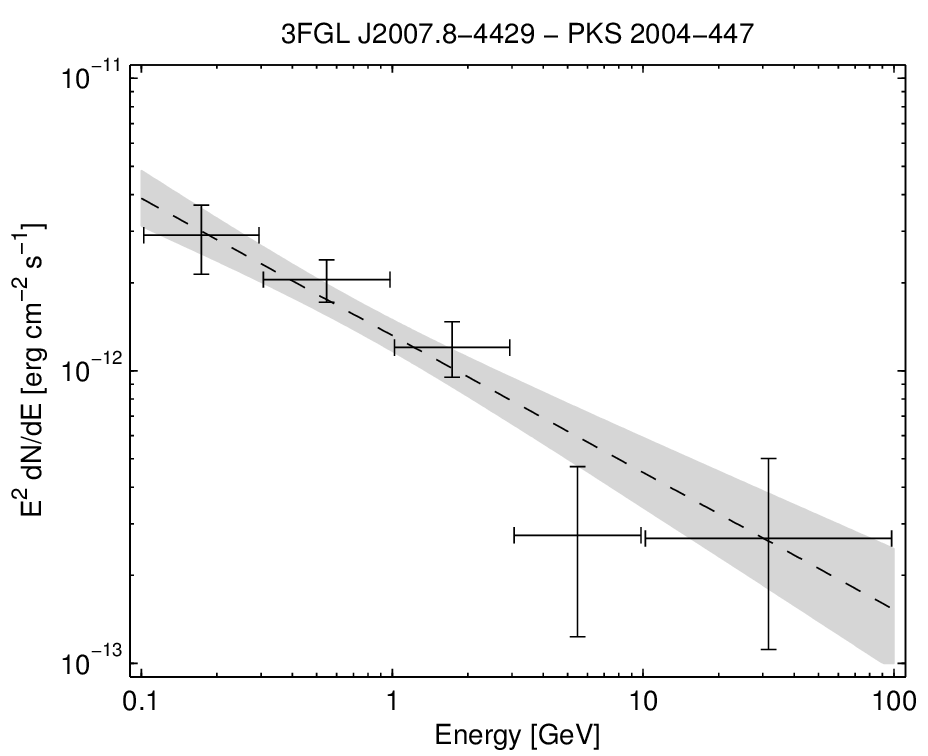 3FGL J2007.8−4429 − PKS 2004−447
10⁻¹¹
10⁻¹²
10⁻¹³
E² dN/dE [erg cm⁻² s⁻¹]
0.1 1 10 100
Energy [GeV]